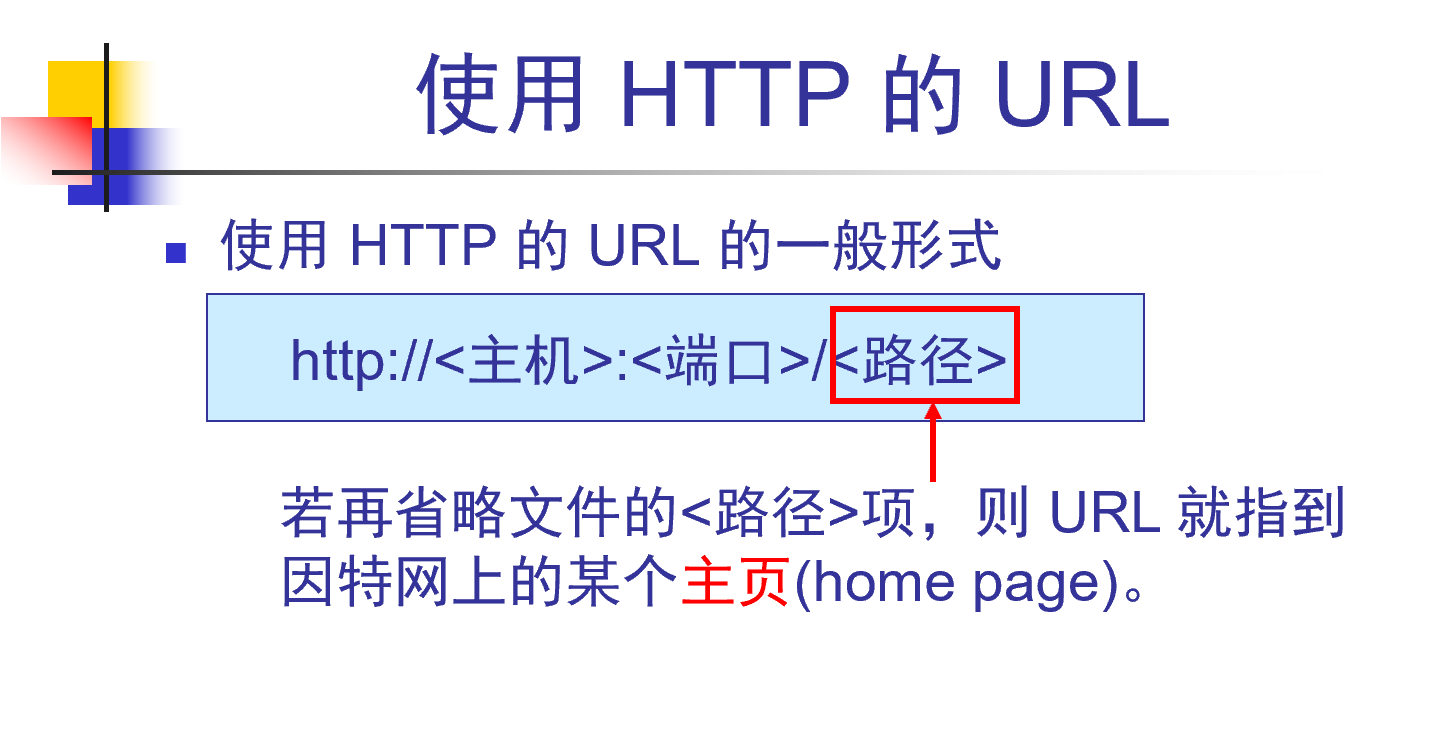 使用 HTTP 的 URL
使用 HTTP 的 URL 的一般形式
http://<主机>:<端口>/<路径>
若再省略文件的<路径>项，则 URL 就指到
因特网上的某个主页(home page)。